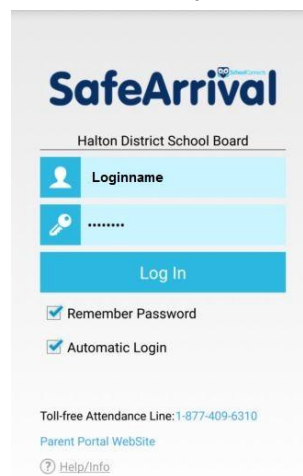 SchoolConnects
SafeArrival
Halton District School Board
Loginname
........
Log In
Remember Password
Automatic Login
Toll-free Attendance Line:1-877-409-6310
Parent Portal WebSite
? Help/Info